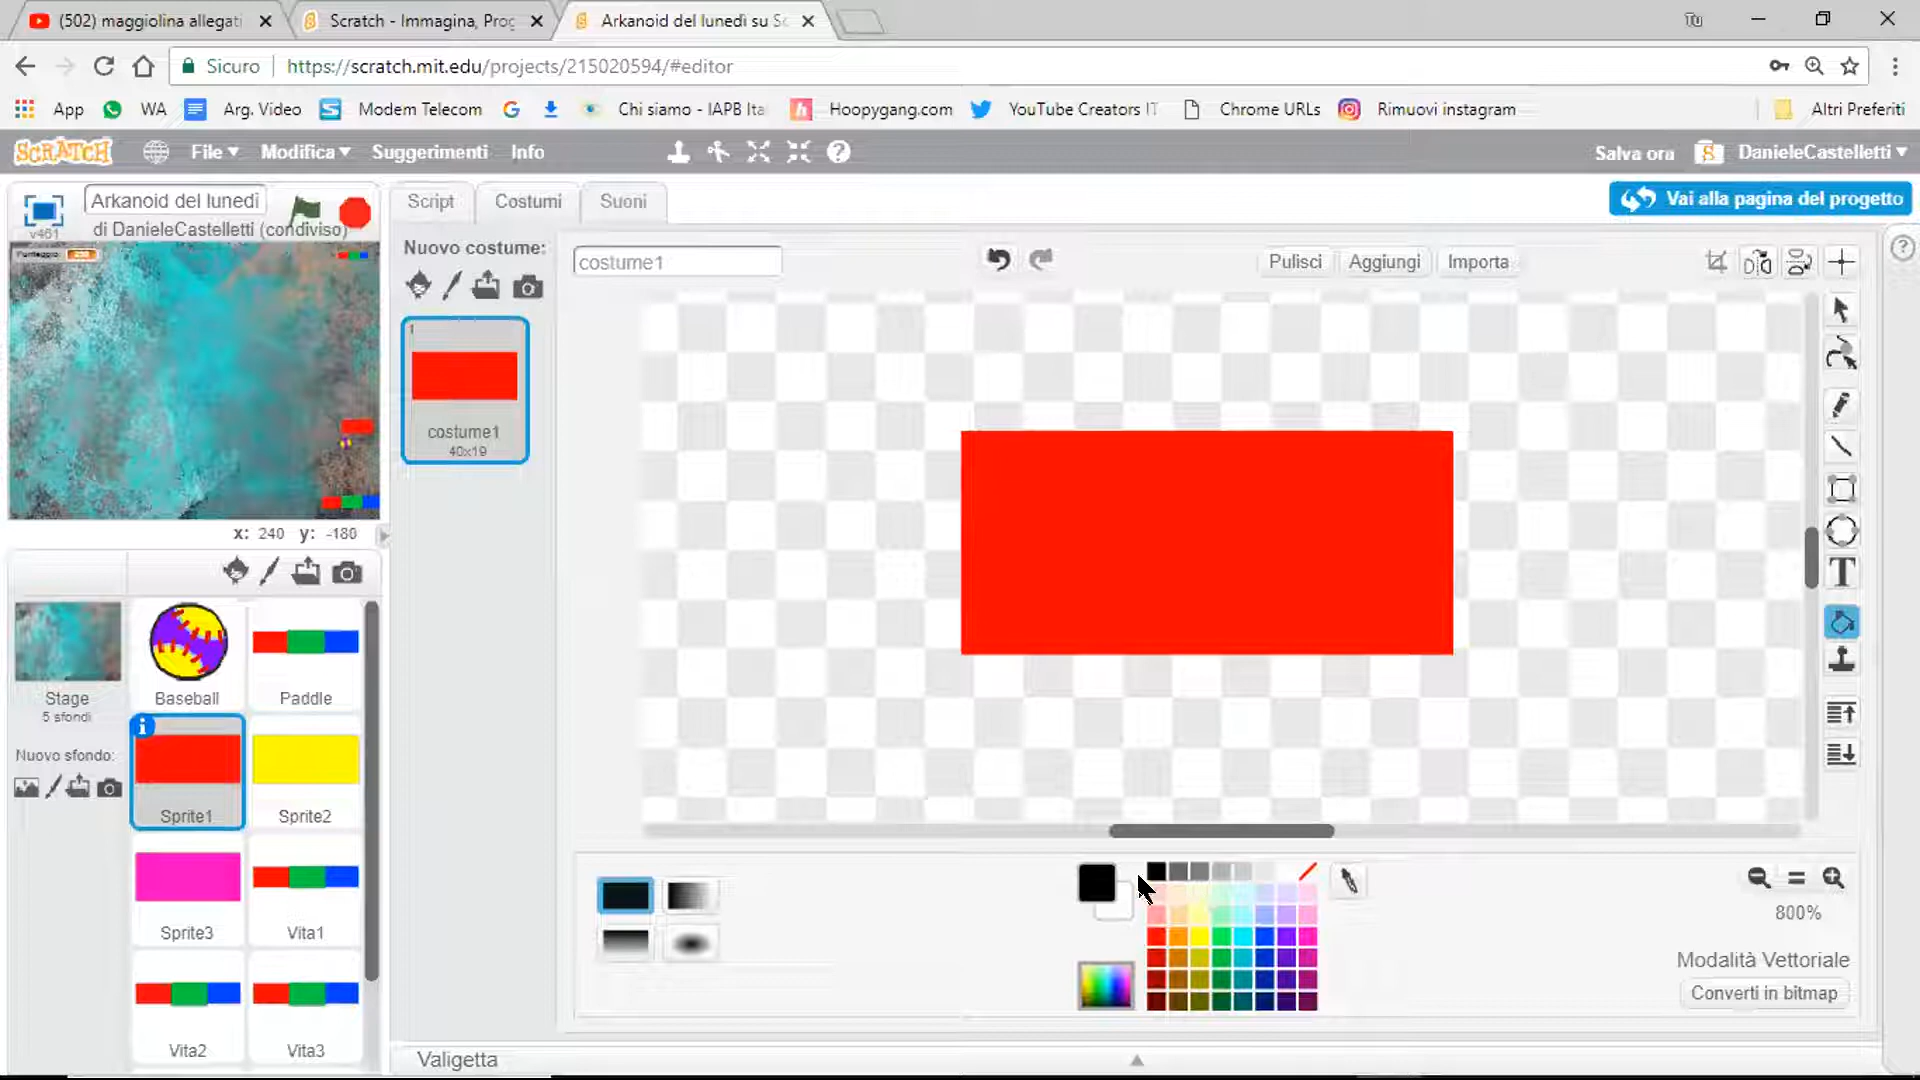 (502) maggiolina allegati
Scratch - Immagina, Prog
Arkanoid del lunedì su Sc
Tu
Sicuro
https://scratch.mit.edu/projects/215020594/#editor
App
WA
Arg. Video
Modem Telecom
Chi siamo - IAPB Ita
Hoopygang.com
YouTube Creators IT
Chrome URLs
Rimuovi instagram
Altri Preferiti
SCRATCH
File
Modifica
Suggerimenti
Info
Salva ora
DanieleCastelletti
v461
Arkanoid del lunedì
di DanieleCastelletti (condiviso)
Script
Costumi
Suoni
Vai alla pagina del progetto
Punteggio
Nuovo costume:
costume1
Pulisci
Aggiungi
Importa
1
costume1
40x19
x: 240 y: -180
Stage
5 sfondi
Nuovo sfondo:
Baseball
Paddle
Sprite1
Sprite2
Sprite3
Vita1
Vita2
Vita3
T
800%
Modalità Vettoriale
Converti in bitmap
Valigetta